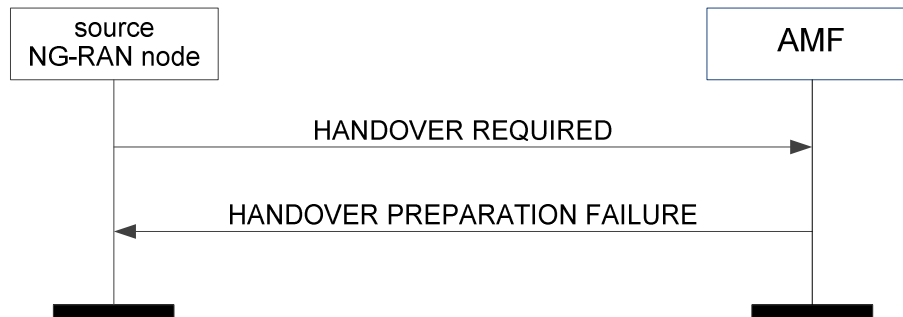 source
NG-RAN node
AMF
HANDOVER REQUIRED
HANDOVER PREPARATION FAILURE